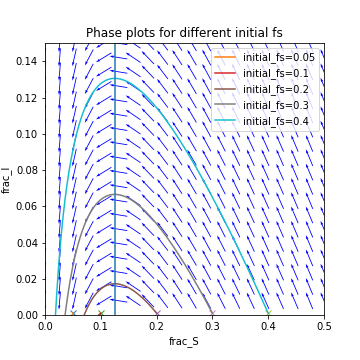 Phase plots for different initial fs
initial_fs=0.05
initial_fs=0.1
initial_fs=0.2
initial_fs=0.3
initial_fs=0.4
frac_I
0.14
0.12
0.10
0.08
0.06
0.04
0.02
0.00
0.0 0.1 0.2 0.3 0.4 0.5
frac_S